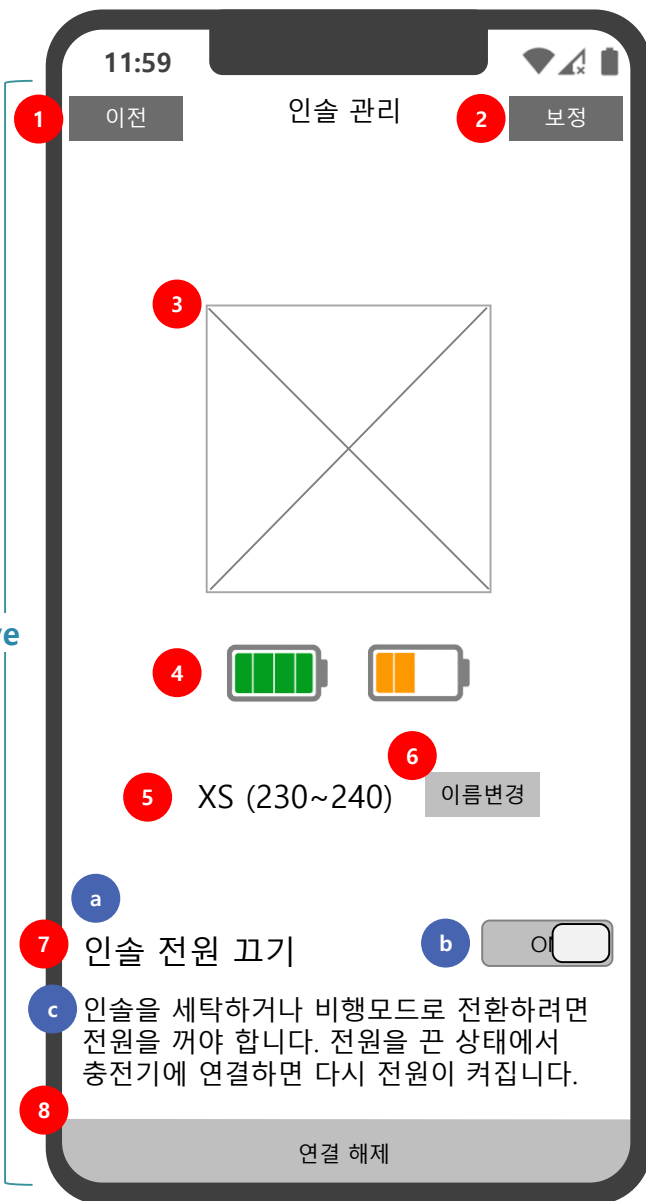 11:59
1
이전
인솔 관리
2
보정
3
4
6
5
XS (230~240)
이름변경
a
7
인솔 전원 끄기
b
c
인솔을 세탁하거나 비행모드로 전환하려면
전원을 꺼야 합니다. 전원을 끈 상태에서
충전기에 연결하면 다시 전원이 켜집니다.
8
연결 해제